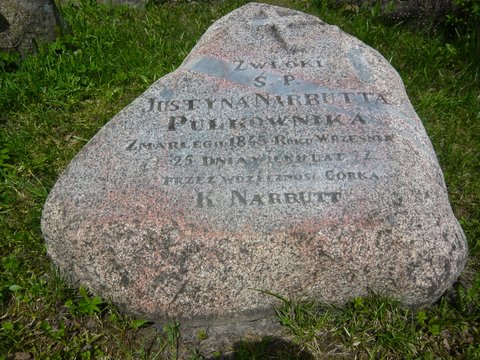 ZWŁOKI
Ś. P.
JUSTYNA NARBUTTA
PUŁKOWNIKA
ZMARŁEGO 1845 ROKU WRZEŚNIA
25 DNIA WIEKU LAT 77
PRZEZ WDZIĘCZNOŚĆ CÓRKA
K NARBUTT